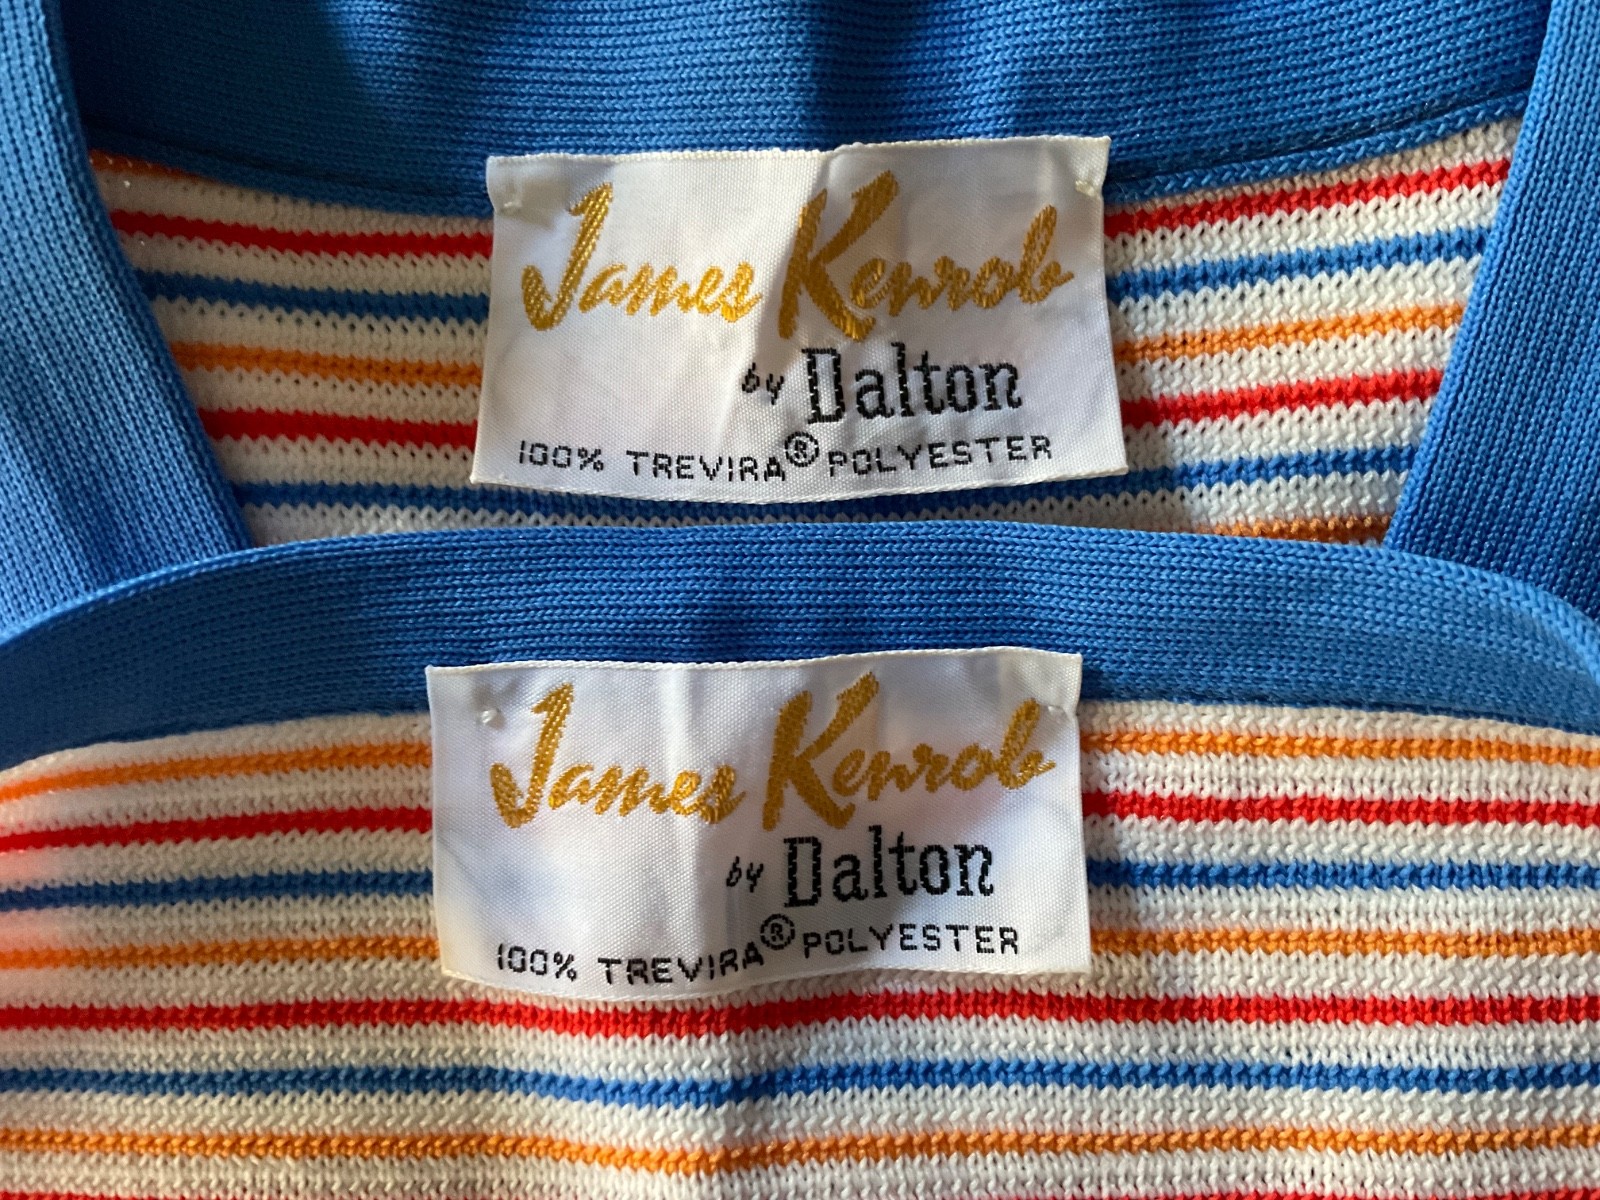 James Kenrob
by Dalton
100% TREVIRA® POLYESTER
James Kenrob
by Dalton
100% TREVIRA® POLYESTER